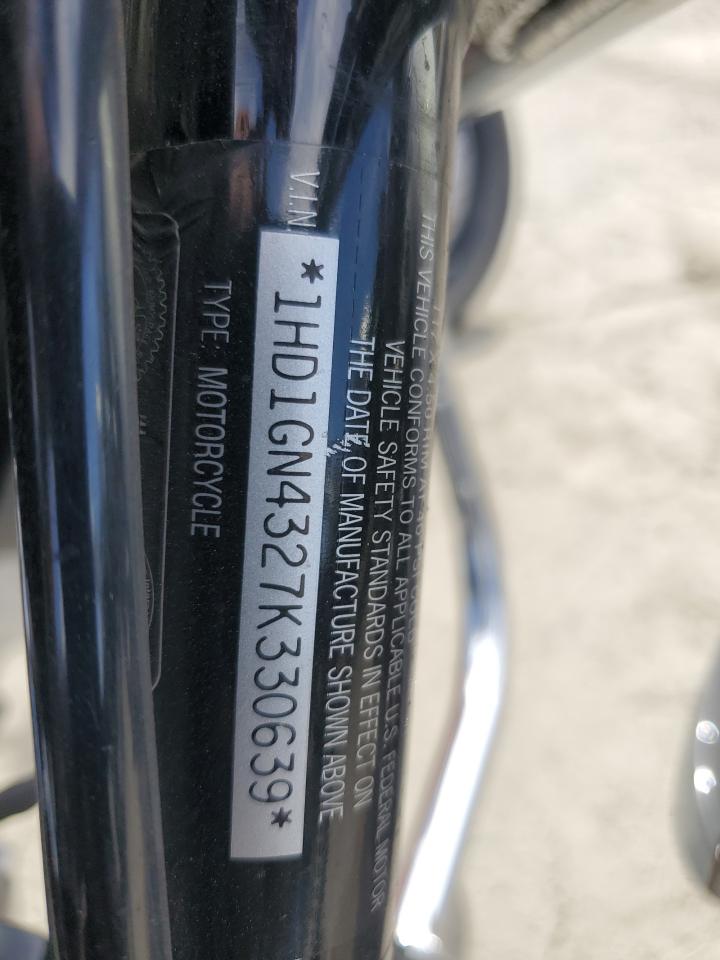 THIS VEHICLE CONFORMS TO ALL APPLICABLE U.S. FEDERAL MOTOR
VEHICLE SAFETY STANDARDS IN EFFECT ON
THE DATE OF MANUFACTURE SHOWN ABOVE
V.I.N
*1HD1GN4327K330639*
TYPE: MOTORCYCLE